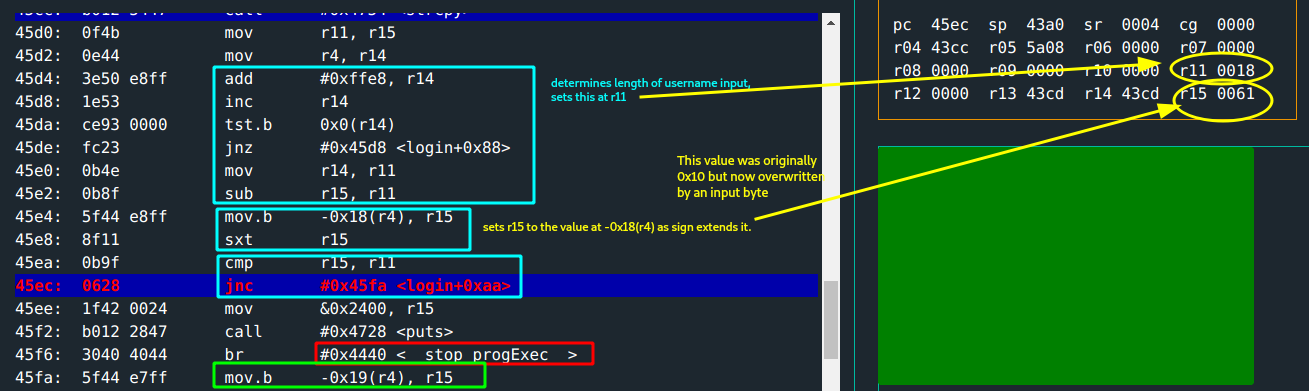 45d0: 0f4b mov r11, r15
45d2: 0e44 mov r4, r14
45d4: 3e50 e8ff add #0xffe8, r14
45d8: 1e53 inc r14
45da: ce93 0000 tst.b 0x0(r14)
45de: fc23 jnz #0x45d8 <login+0x88>
45e0: 0b4e mov r14, r11
45e2: 0b8f sub r15, r11
45e4: 5f44 e8ff mov.b -0x18(r4), r15
45e8: 8f11 sxt r15
45ea: 0b9f cmp r15, r11
45ec: 0628 jnc #0x45fa <login+0xaa>
45ee: 1f42 0024 mov &0x2400, r15
45f2: b012 2847 call #0x4728 <puts>
45f6: 3040 4044 br #0x4440 <__stop_progExec__>
45fa: 5f44 e7ff mov.b -0x19(r4), r15
determines length of username input,
sets this at r11
This value was originally
0x10 but now overwritten
by an input byte
sets r15 to the value at -0x18(r4) as sign extends it.
pc 45ec sp 43a0 sr 0004 cg 0000
r04 43cc r05 5a08 r06 0000 r07 0000
r08 0000 r09 0000 r10 0000 r11 0018
r12 0000 r13 43cd r14 43cd r15 0061